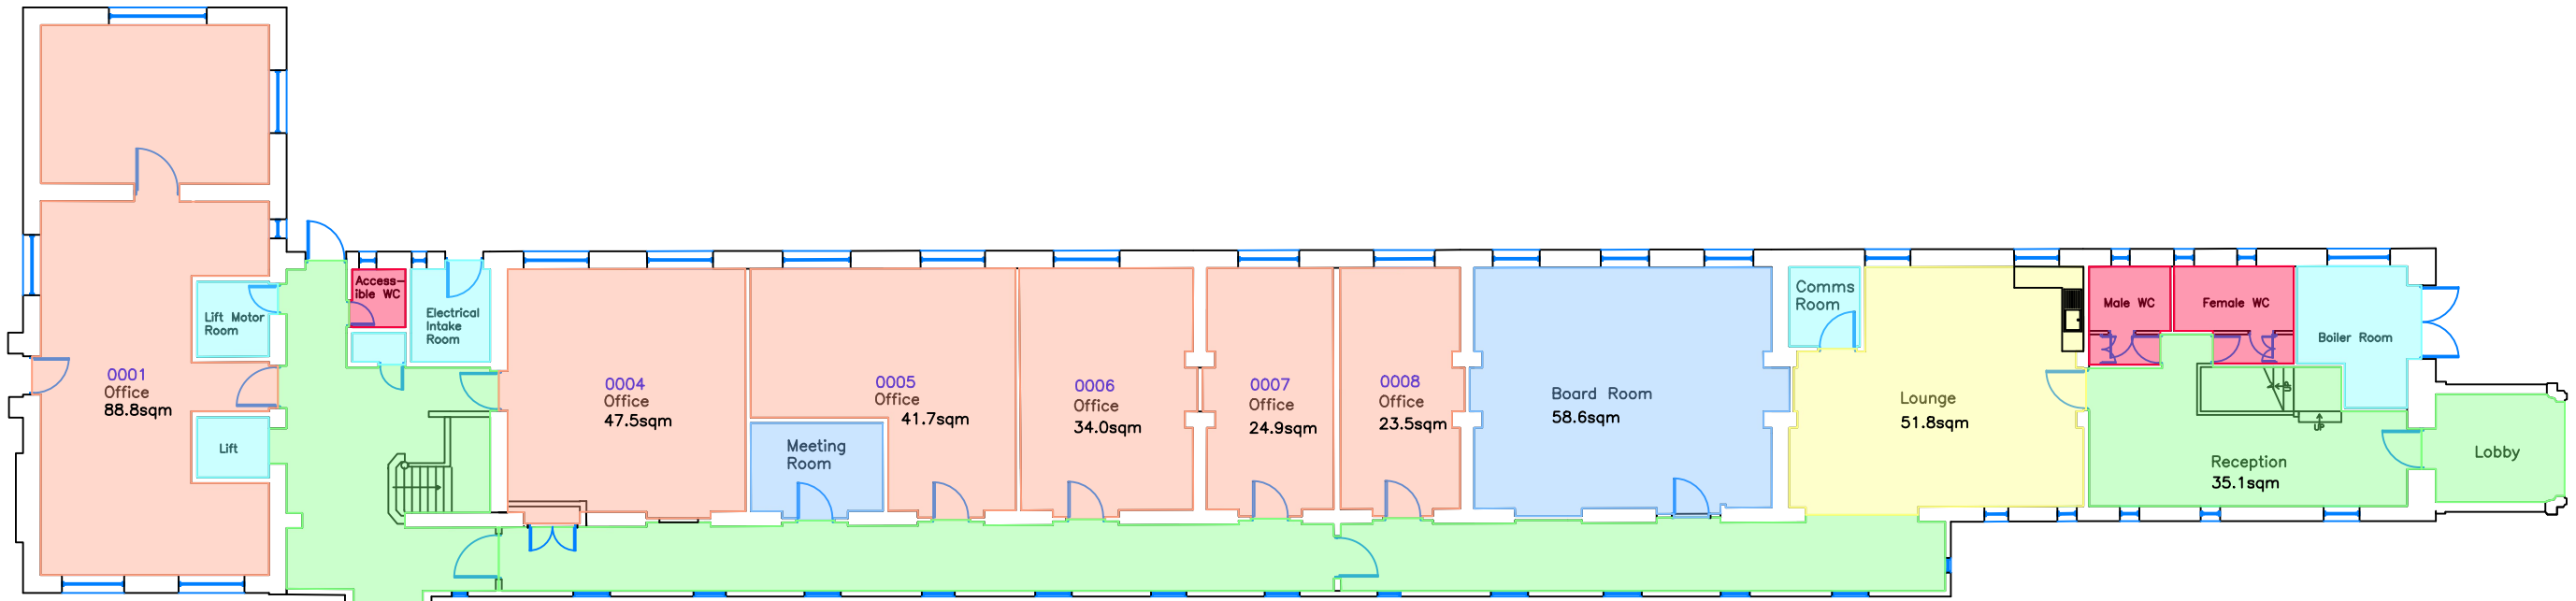 0001
Office
88.8sqm
Lift Motor
Room
Lift
Access-
ible WC
Electrical
Intake
Room
0004
Office
47.5sqm
0005
Office
41.7sqm
Meeting
Room
0006
Office
34.0sqm
0007
Office
24.9sqm
0008
Office
23.5sqm
Board Room
58.6sqm
Comms
Room
Lounge
51.8sqm
Male WC
Female WC
Boiler Room
UP
UP
Reception
35.1sqm
Lobby